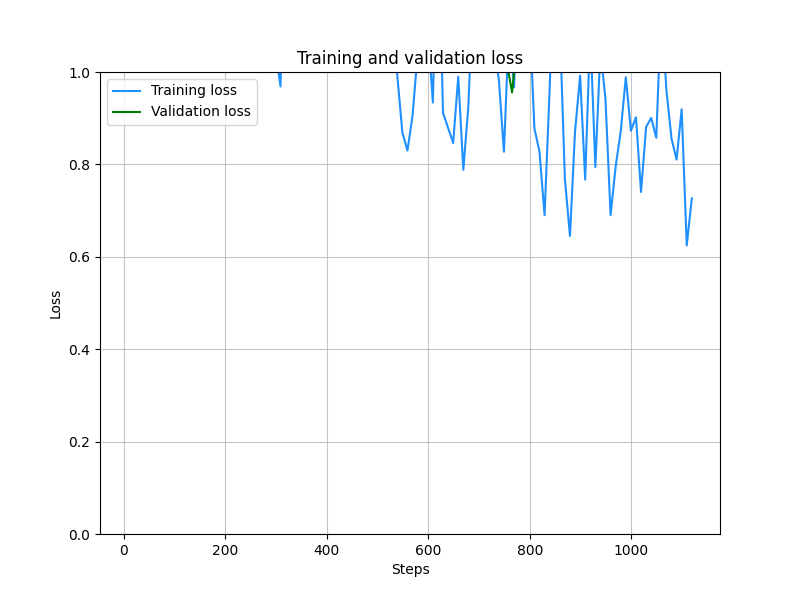 Training and validation loss
Training loss
Validation loss
1.0
0.8
0.6
0.4
0.2
0.0
Loss
0 200 400 600 800 1000
Steps